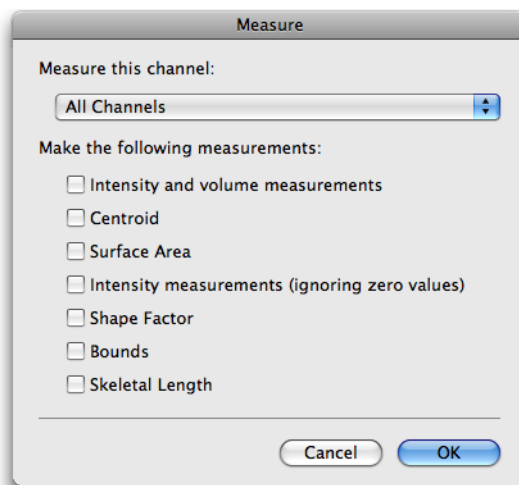 Measure
Measure this channel:
All Channels
Make the following measurements:
Intensity and volume measurements
Centroid
Surface Area
Intensity measurements (ignoring zero values)
Shape Factor
Bounds
Skeletal Length
Cancel OK